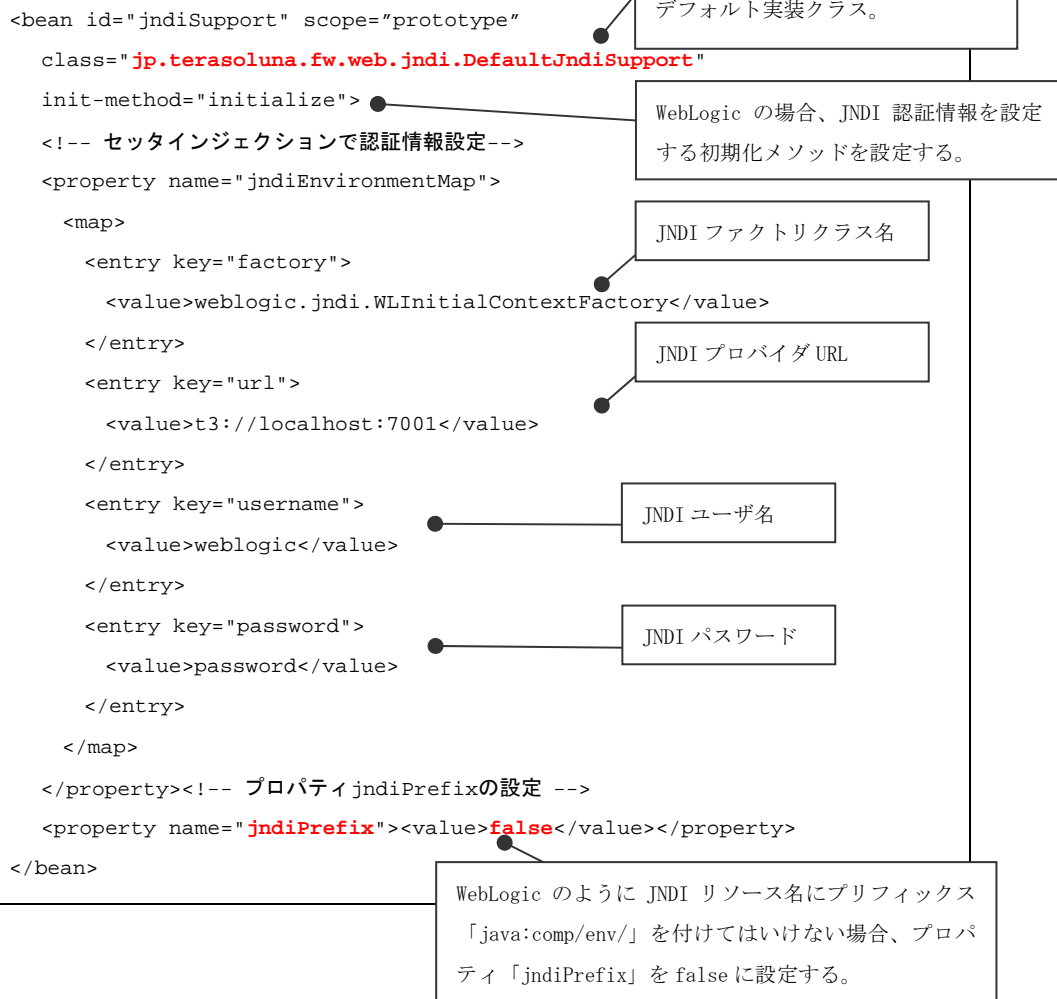 デフォルト実装クラス。
<bean id="jndiSupport" scope=”prototype”
class="jp.terasoluna.fw.web.jndi.DefaultJndiSupport"
init-method="initialize">
WebLogic の場合、JNDI 認証情報を設定
する初期化メソッドを設定する。
<!-- セッタインジェクションで認証情報設定-->
<property name="jndiEnvironmentMap">
<map>
JNDI ファクトリクラス名
<entry key="factory">
<value>weblogic.jndi.WLInitialContextFactory</value>
</entry>
JNDI プロバイダ URL
<entry key="url">
<value>t3://localhost:7001</value>
</entry>
<entry key="username">
JNDI ユーザ名
<value>weblogic</value>
</entry>
<entry key="password">
JNDI パスワード
<value>password</value>
</entry>
</map>
</property><!-- プロパティjndiPrefixの設定 -->
<property name="jndiPrefix"><value>false</value></property>
</bean>
WebLogic のように JNDI リソース名にプリフィックス
「java:comp/env/」を付けてはいけない場合、プロパ
ティ「jndiPrefix」を false に設定する。